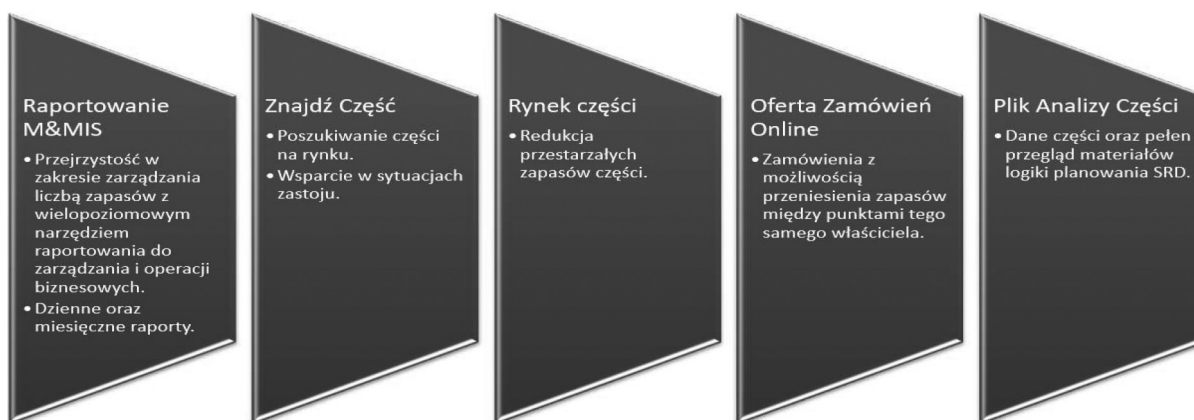 Raportowanie
M&MIS
• Przejrzystość w
zakresie zarządzania
liczbą zapasów z
wielopoziomowym
narzędziem
raportowania do
zarządzania i operacji
biznesowych.
• Dzienne oraz
miesięczne raporty.
Znajdź Część
• Poszukiwanie części
na rynku.
• Wsparcie w sytuacjach
zastoju.
Rynek części
• Redukcja
przestarzałych
zapasów części.
Oferta Zamówień
Online
• Zamówienia z
możliwością
przeniesienia zapasów
między punktami tego
samego właściciela.
Plik Analizy Części
• Dane części oraz pełen
przegląd materiałów
logiki planowania SRD.